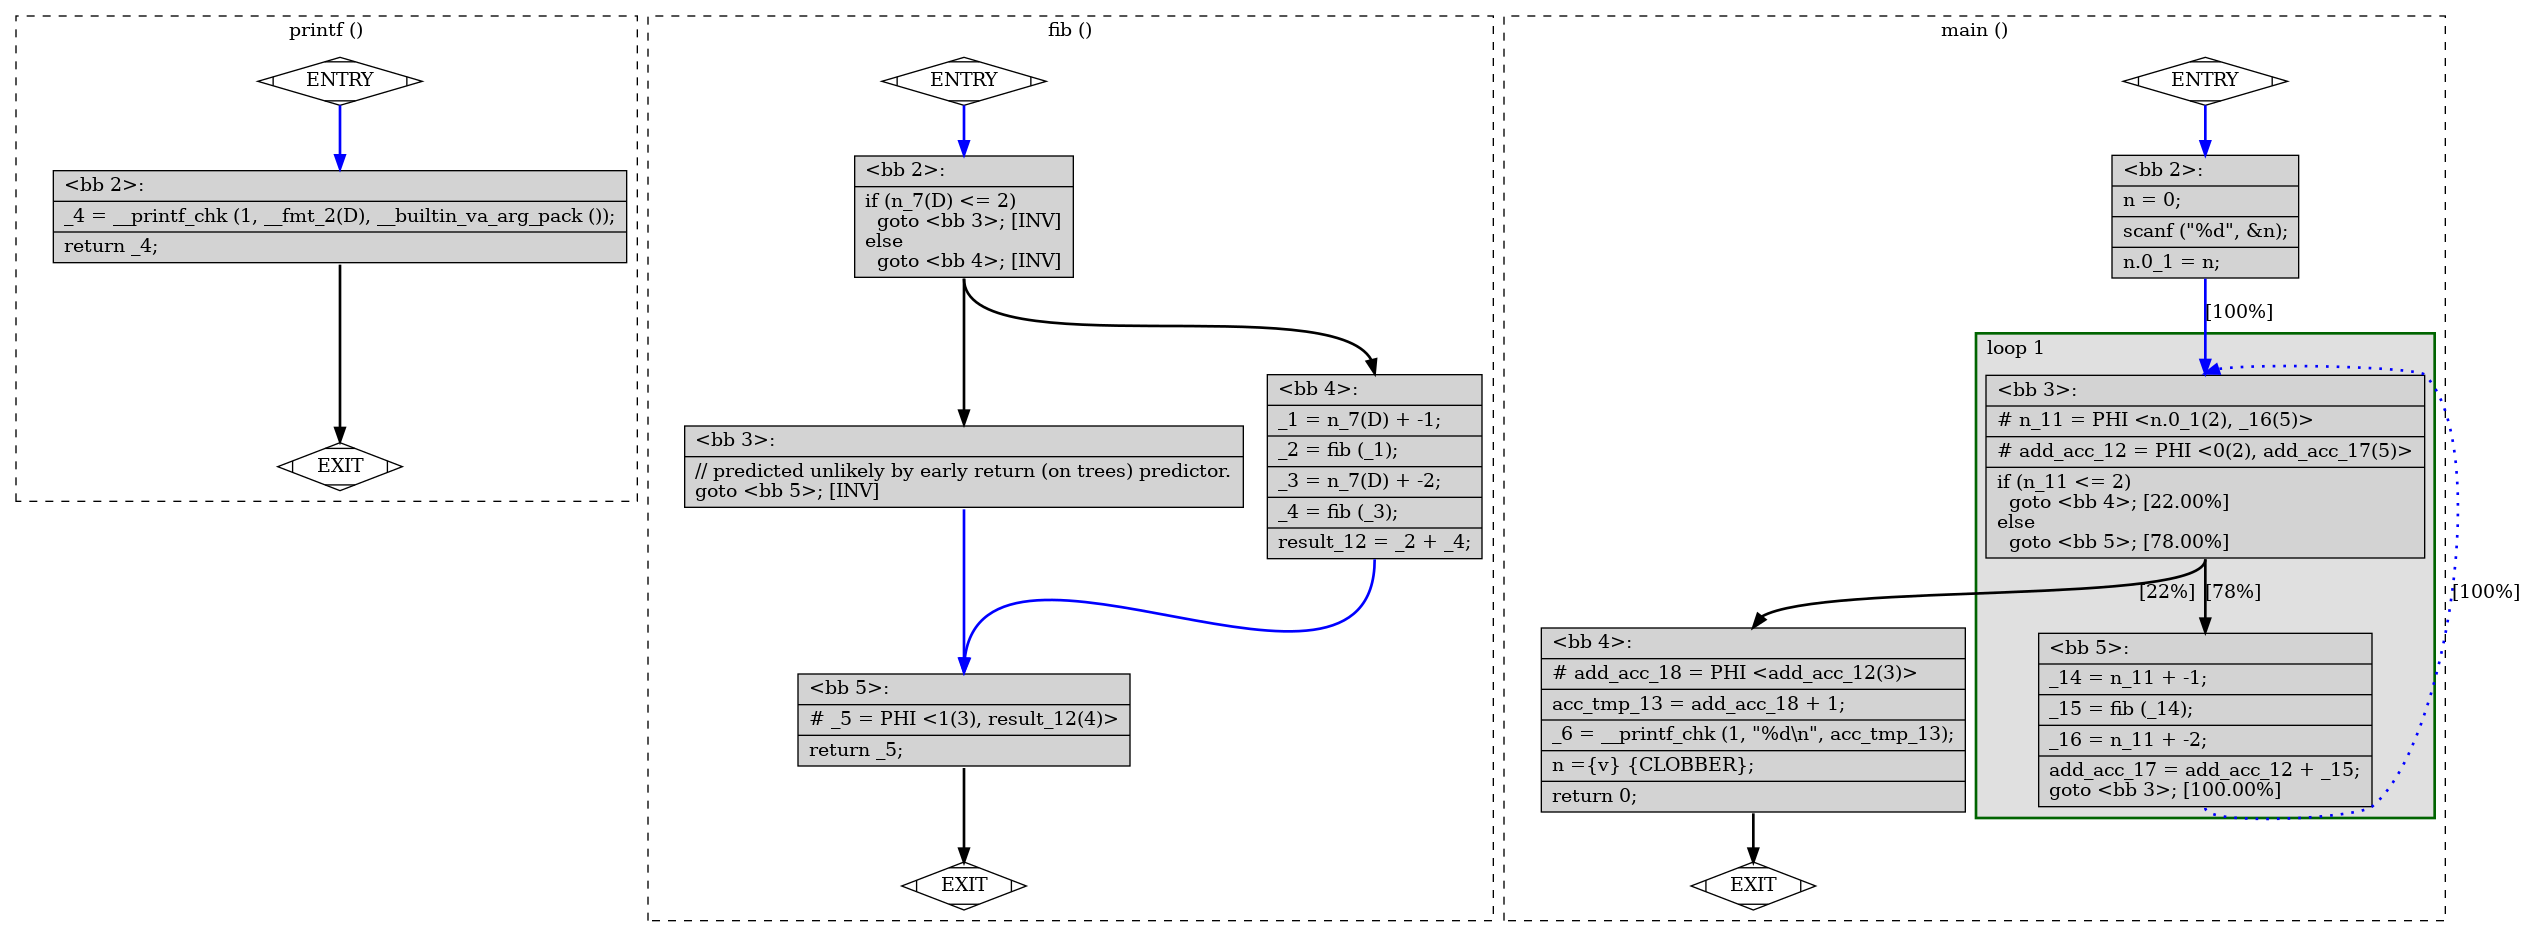 printf ()
ENTRY
<bb 2>:
_4 = __printf_chk (1, __fmt_2(D), __builtin_va_arg_pack ());
return _4;
EXIT
fib ()
ENTRY
<bb 2>:
if (n_7(D) <= 2)
goto <bb 3>; [INV]
else
goto <bb 4>; [INV]
<bb 3>:
// predicted unlikely by early return (on trees) predictor.
goto <bb 5>; [INV]
<bb 4>:
_1 = n_7(D) + -1;
_2 = fib (_1);
_3 = n_7(D) + -2;
_4 = fib (_3);
result_12 = _2 + _4;
<bb 5>:
# _5 = PHI <1(3), result_12(4)>
return _5;
EXIT
main ()
ENTRY
<bb 2>:
n = 0;
scanf ("%d", &n);
n.0_1 = n;
[100%]
loop 1
<bb 3>:
# n_11 = PHI <n.0_1(2), _16(5)>
# add_acc_12 = PHI <0(2), add_acc_17(5)>
if (n_11 <= 2)
goto <bb 4>; [22.00%]
else
goto <bb 5>; [78.00%]
[22%]
[78%]
[100%]
<bb 4>:
# add_acc_18 = PHI <add_acc_12(3)>
acc_tmp_13 = add_acc_18 + 1;
_6 = __printf_chk (1, "%d\n", acc_tmp_13);
n ={v} {CLOBBER};
return 0;
<bb 5>:
_14 = n_11 + -1;
_15 = fib (_14);
_16 = n_11 + -2;
add_acc_17 = add_acc_12 + _15;
goto <bb 3>; [100.00%]
EXIT